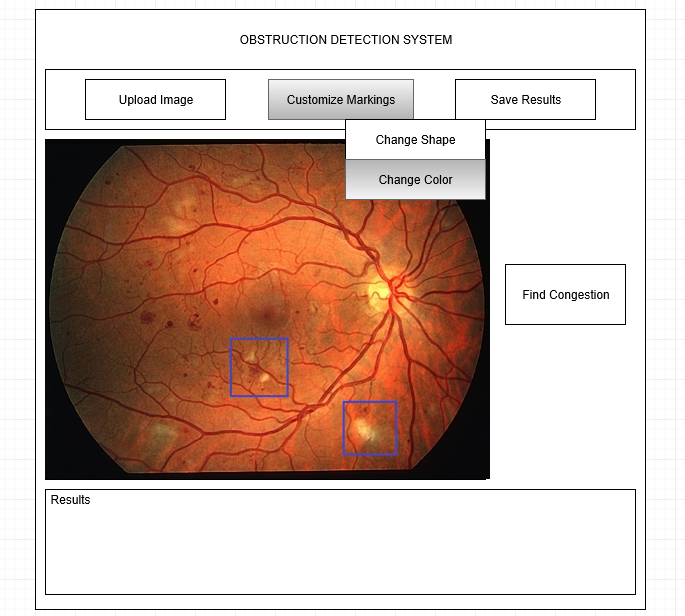 OBSTRUCTION DETECTION SYSTEM
Upload Image
Customize Markings
Save Results
Change Shape
Change Color
Find Congestion
Results